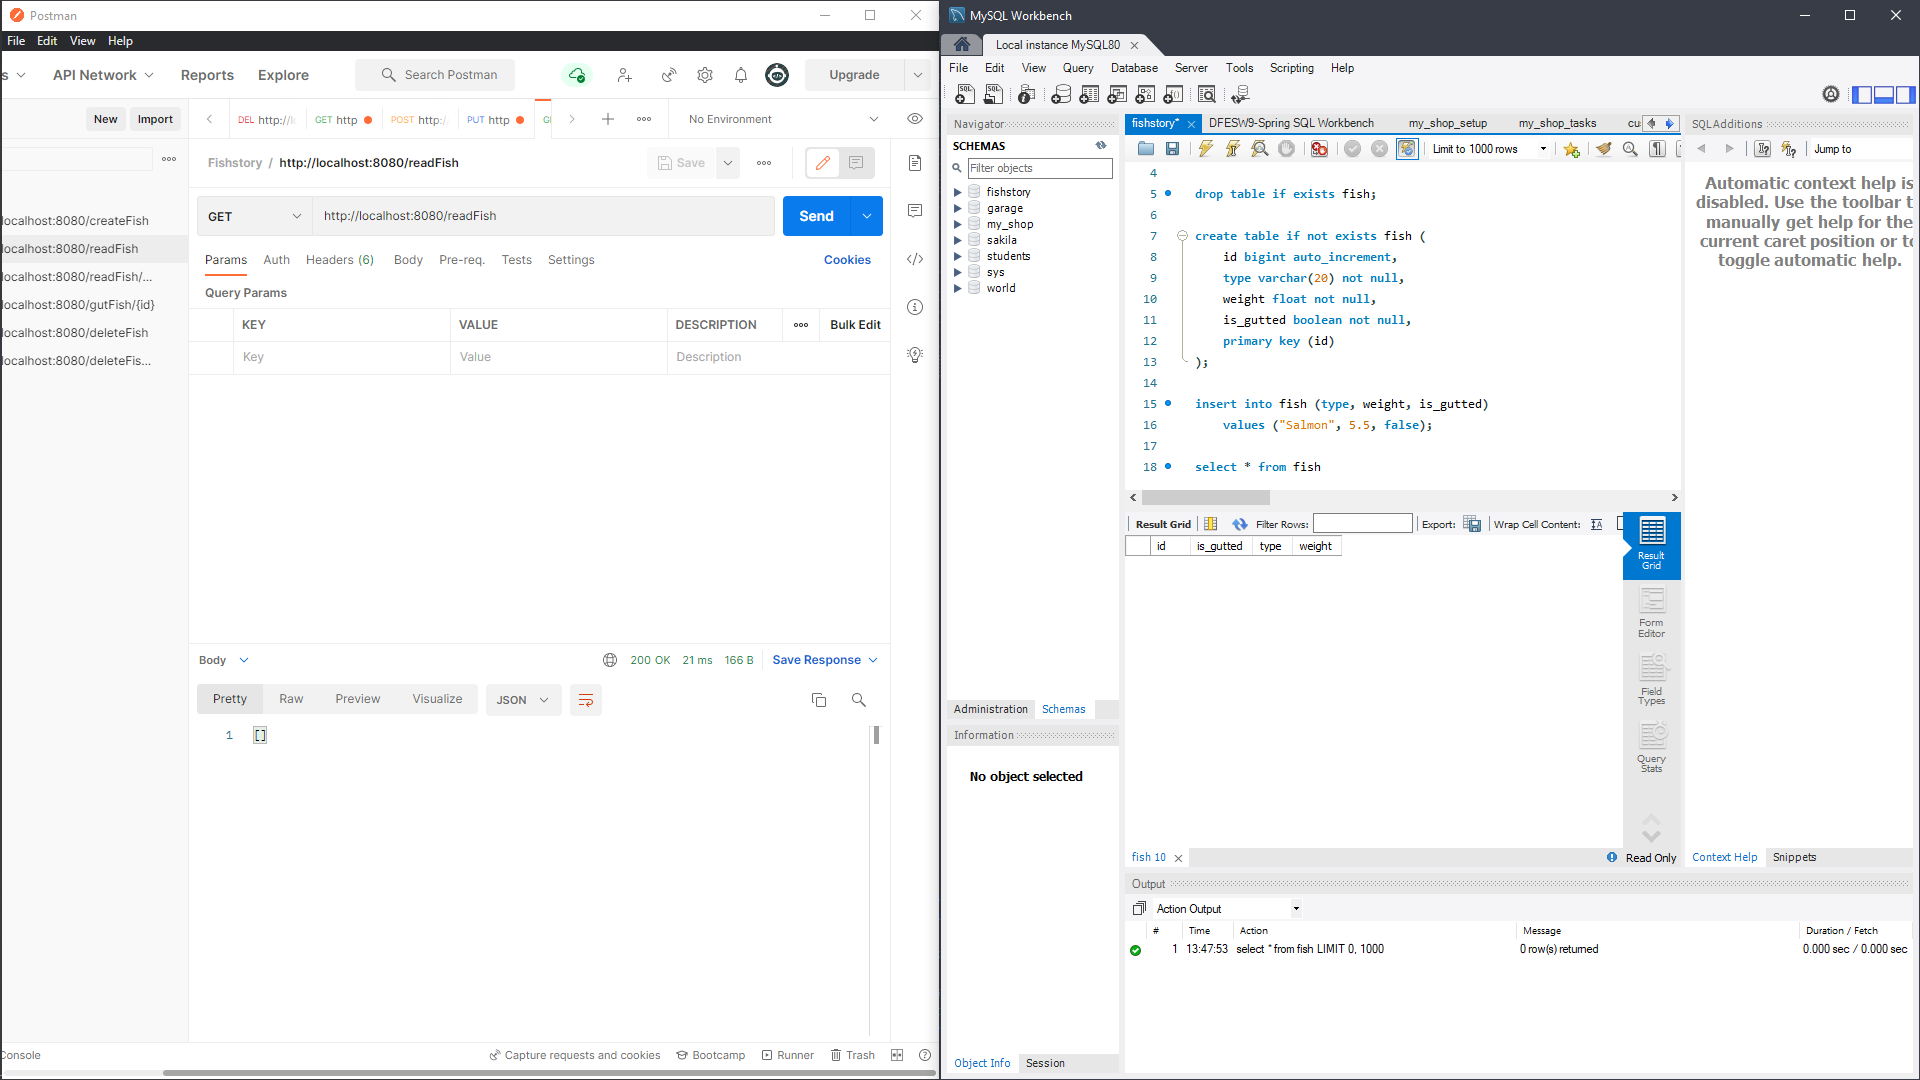 Postman
File Edit View Help
s API Network Reports Explore Search Postman Upgrade
New Import
DEL http://l GET http POST http: PUT http GE No Environment
Fishstory / http://localhost:8080/readFish Save
GET http://localhost:8080/readFish Send
localhost:8080/createFish
localhost:8080/readFish
localhost:8080/readFish/...
localhost:8080/gutFish/{id}
localhost:8080/deleteFish
localhost:8080/deleteFis...
Params Auth Headers (6) Body Pre-req. Tests Settings Cookies
Query Params
KEY VALUE DESCRIPTION Bulk Edit
Key Value Description
Body 200 OK 21 ms 166 B Save Response
Pretty Raw Preview Visualize JSON
1 []
Console Capture requests and cookies Bootcamp Runner Trash
MySQL Workbench
Local instance MySQL80
File Edit View Query Database Server Tools Scripting Help
Navigator
SCHEMAS
Filter objects
fishstory
garage
my_shop
sakila
students
sys
world
Administration Schemas
Information
No object selected
Object Info Session
fishstory* DFESW9-Spring SQL Workbench my_shop_setup my_shop_tasks cu
Limit to 1000 rows
4
5 drop table if exists fish;
6
7 create table if not exists fish (
8 id bigint auto_increment,
9 type varchar(20) not null,
10 weight float not null,
11 is_gutted boolean not null,
12 primary key (id)
13 );
14
15 insert into fish (type, weight, is_gutted)
16 values ("Salmon", 5.5, false);
17
18 select * from fish
Result Grid Filter Rows: Export: Wrap Cell Content:
id is_gutted type weight
Result Grid
Form Editor
Field Types
Query Stats
fish 10 Read Only
SQLAdditions
Jump to
Automatic context help is
disabled. Use the toolbar t
manually get help for the
current caret position or to
toggle automatic help.
Context Help Snippets
Output
Action Output
# Time Action Message Duration / Fetch
1 13:47:53 select * from fish LIMIT 0, 1000 0 row(s) returned 0.000 sec / 0.000 sec